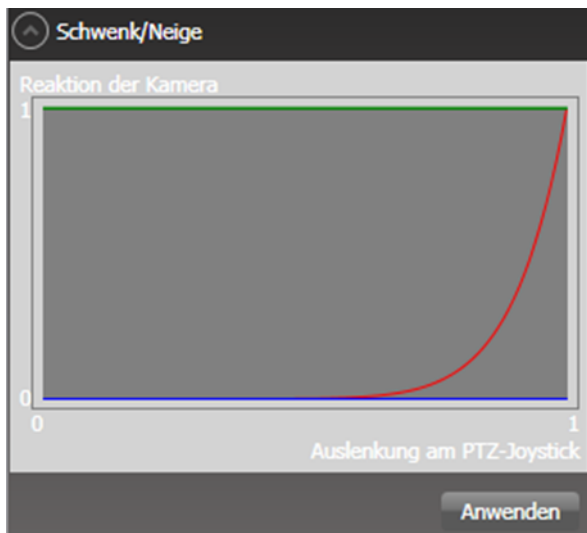 Schwenk/Neige
Reaktion der Kamera
1
0
0
1
Auslenkung am PTZ-Joystick
Anwenden